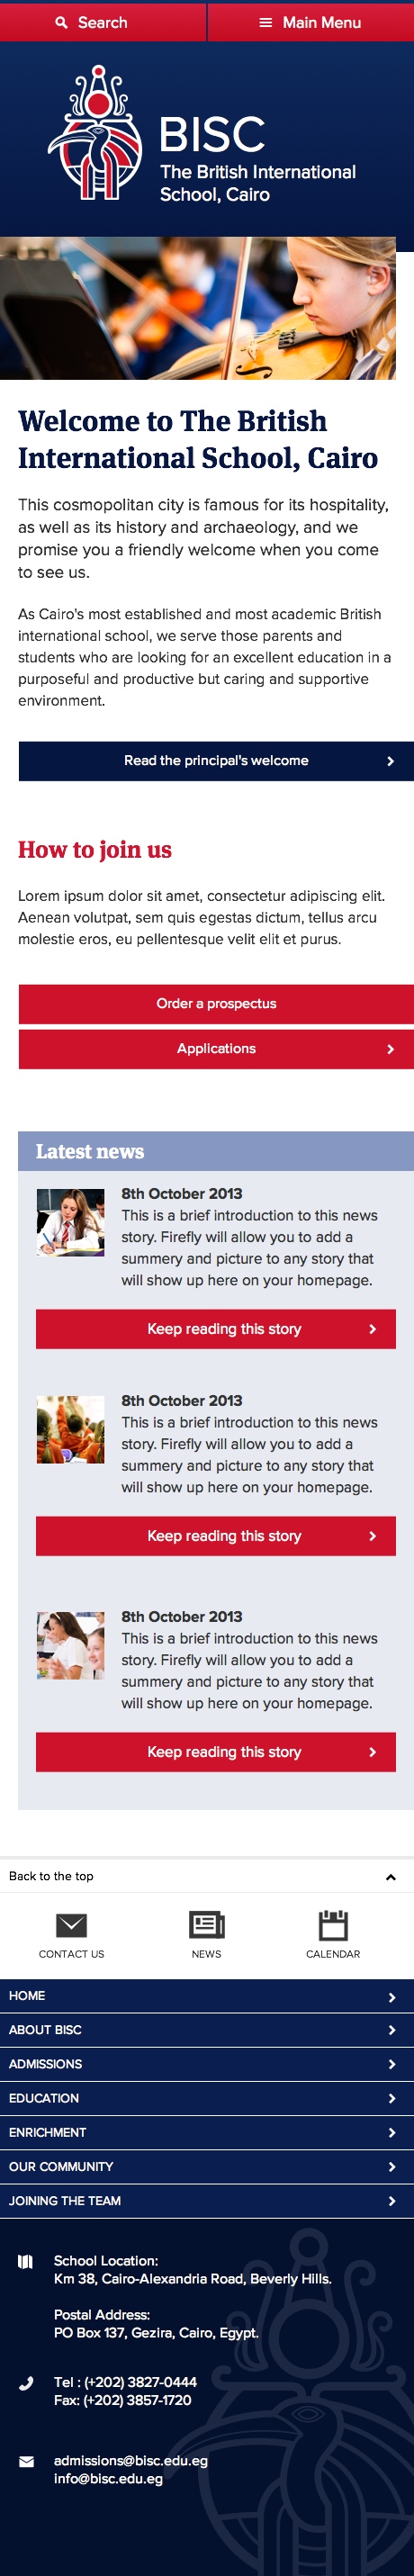 Search
Main Menu
BISC
The British International
School, Cairo
Welcome to The British
International School, Cairo
This cosmopolitan city is famous for its hospitality,
as well as its history and archaeology, and we
promise you a friendly welcome when you come
to see us.
As Cairo's most established and most academic British
international school, we serve those parents and
students who are looking for an excellent education in a
purposeful and productive but caring and supportive
environment.
Read the principal's welcome
How to join us
Lorem ipsum dolor sit amet, consectetur adipiscing elit.
Aenean volutpat, sem quis egestas dictum, tellus arcu
molestie eros, eu pellentesque velit elit et purus.
Order a prospectus
Applications
Latest news
8th October 2013
This is a brief introduction to this news
story. Firefly will allow you to add a
summery and picture to any story that
will show up here on your homepage.
Keep reading this story
8th October 2013
This is a brief introduction to this news
story. Firefly will allow you to add a
summery and picture to any story that
will show up here on your homepage.
Keep reading this story
8th October 2013
This is a brief introduction to this news
story. Firefly will allow you to add a
summery and picture to any story that
will show up here on your homepage.
Keep reading this story
Back to the top
CONTACT US
NEWS
CALENDAR
HOME
ABOUT BISC
ADMISSIONS
EDUCATION
ENRICHMENT
OUR COMMUNITY
JOINING THE TEAM
School Location:
Km 38, Cairo-Alexandria Road, Beverly Hills.
Postal Address:
PO Box 137, Gezira, Cairo, Egypt.
Tel : (+202) 3827-0444
Fax: (+202) 3857-1720
admissions@bisc.edu.eg
info@bisc.edu.eg